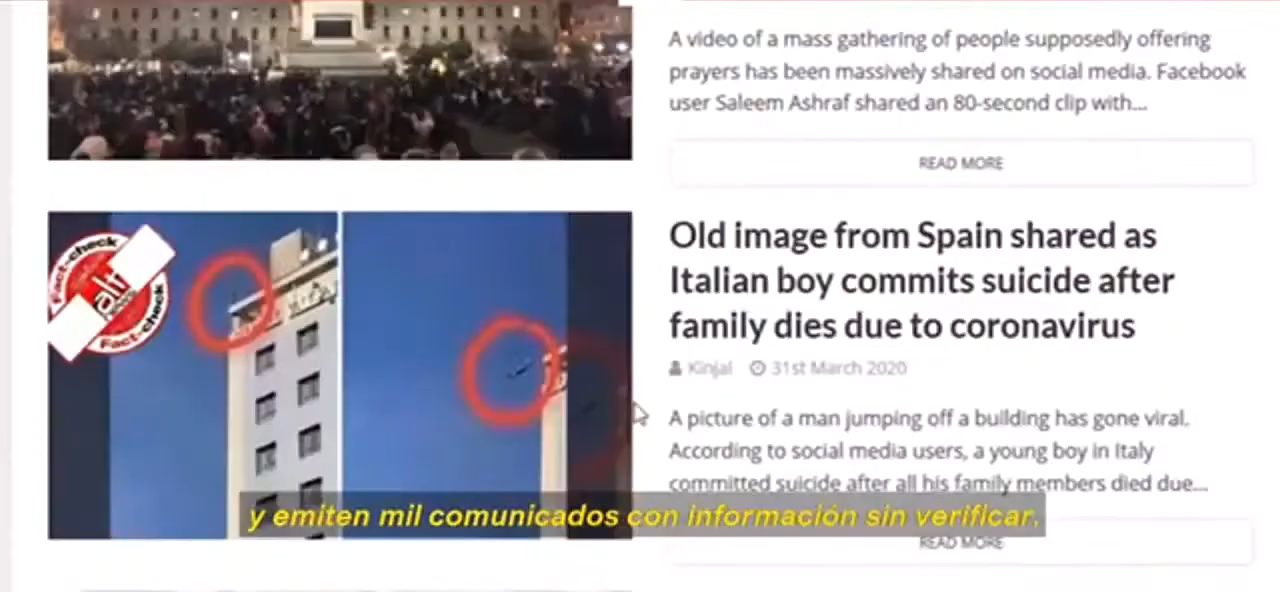 A video of a mass gathering of people supposedly offering
prayers has been massively shared on social media. Facebook
user Saleem Ashraf shared an 80-second clip with...
READ MORE
Fact-check
alt
Fact-check
Old image from Spain shared as
Italian boy commits suicide after
family dies due to coronavirus
Kinjal 31st March 2020
A picture of a man jumping off a building has gone viral.
According to social media users, a young boy in Italy
committed suicide after all his family members died due...
y emiten mil comunicados con información sin verificar.
READ MORE